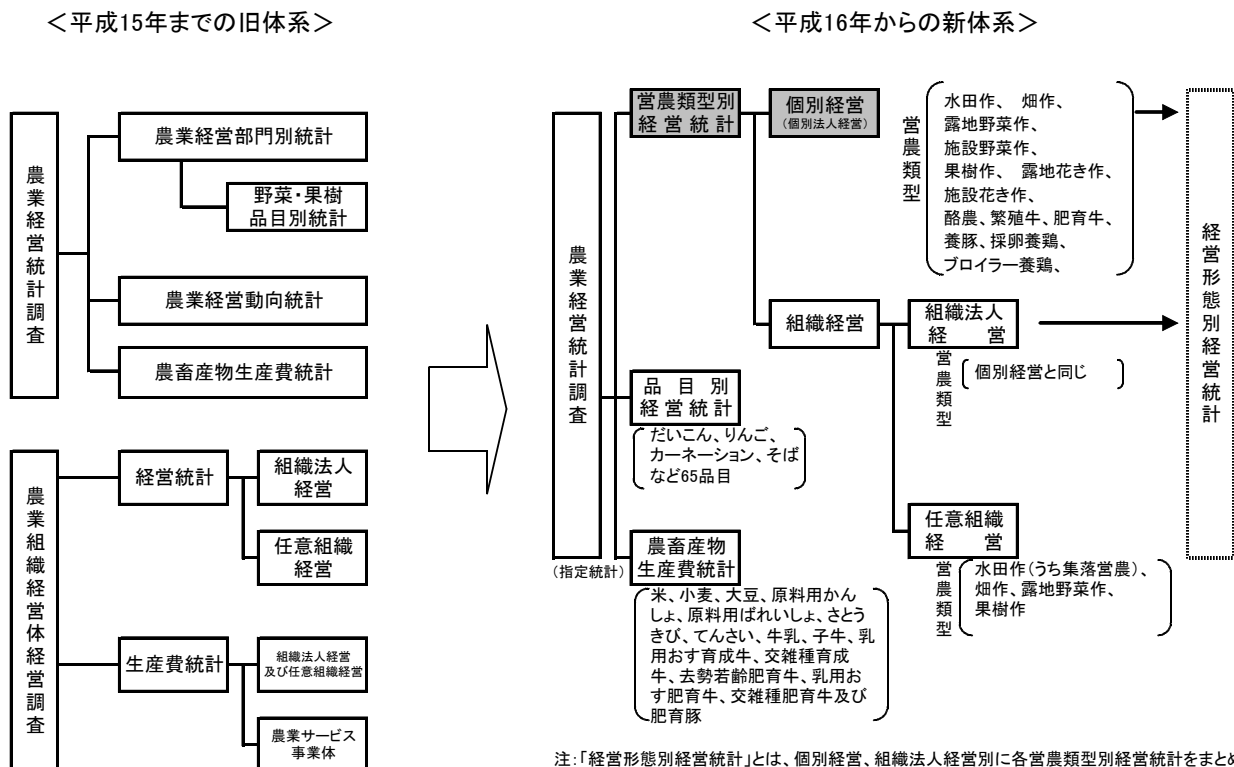 ＜平成15年までの旧体系＞
農業経営統計調査
農業経営部門別統計
野菜・果樹
品目別統計
農業経営動向統計
農畜産物生産費統計
農業組織経営体経営調査
経営統計
組織法人
経営
任意組織
経営
生産費統計
組織法人経営
及び任意組織経営
農業サービス
事業体
＜平成16年からの新体系＞
農業経営統計調査
(指定統計)
営農類型別
経営統計
個別経営
(個別法人経営)
営農類型
水田作、 畑作、
露地野菜作、
施設野菜作、
果樹作、 露地花き作、
施設花き作、
酪農、繁殖牛、肥育牛、
養豚、採卵養鶏、
ブロイラー養鶏、
組織経営
組織法人
経 営
営農類型
個別経営と同じ
任意組織
経 営
営農類型
水田作(うち集落営農)、
畑作、露地野菜作、
果樹作
品 目 別
経営統計
だいこん、りんご、
カーネーション、そば
など65品目
農畜産物
生産費統計
米、小麦、大豆、原料用かん
しょ、原料用ばれいしょ、さとう
きび、てんさい、牛乳、子牛、乳
用おす育成牛、交雑種育成
牛、去勢若齢肥育牛、乳用お
す肥育牛、交雑種肥育牛及び
肥育豚
経営形態別経営統計
注：「経営形態別経営統計」とは、個別経営、組織法人経営別に各営農類型別経営統計をまとめ